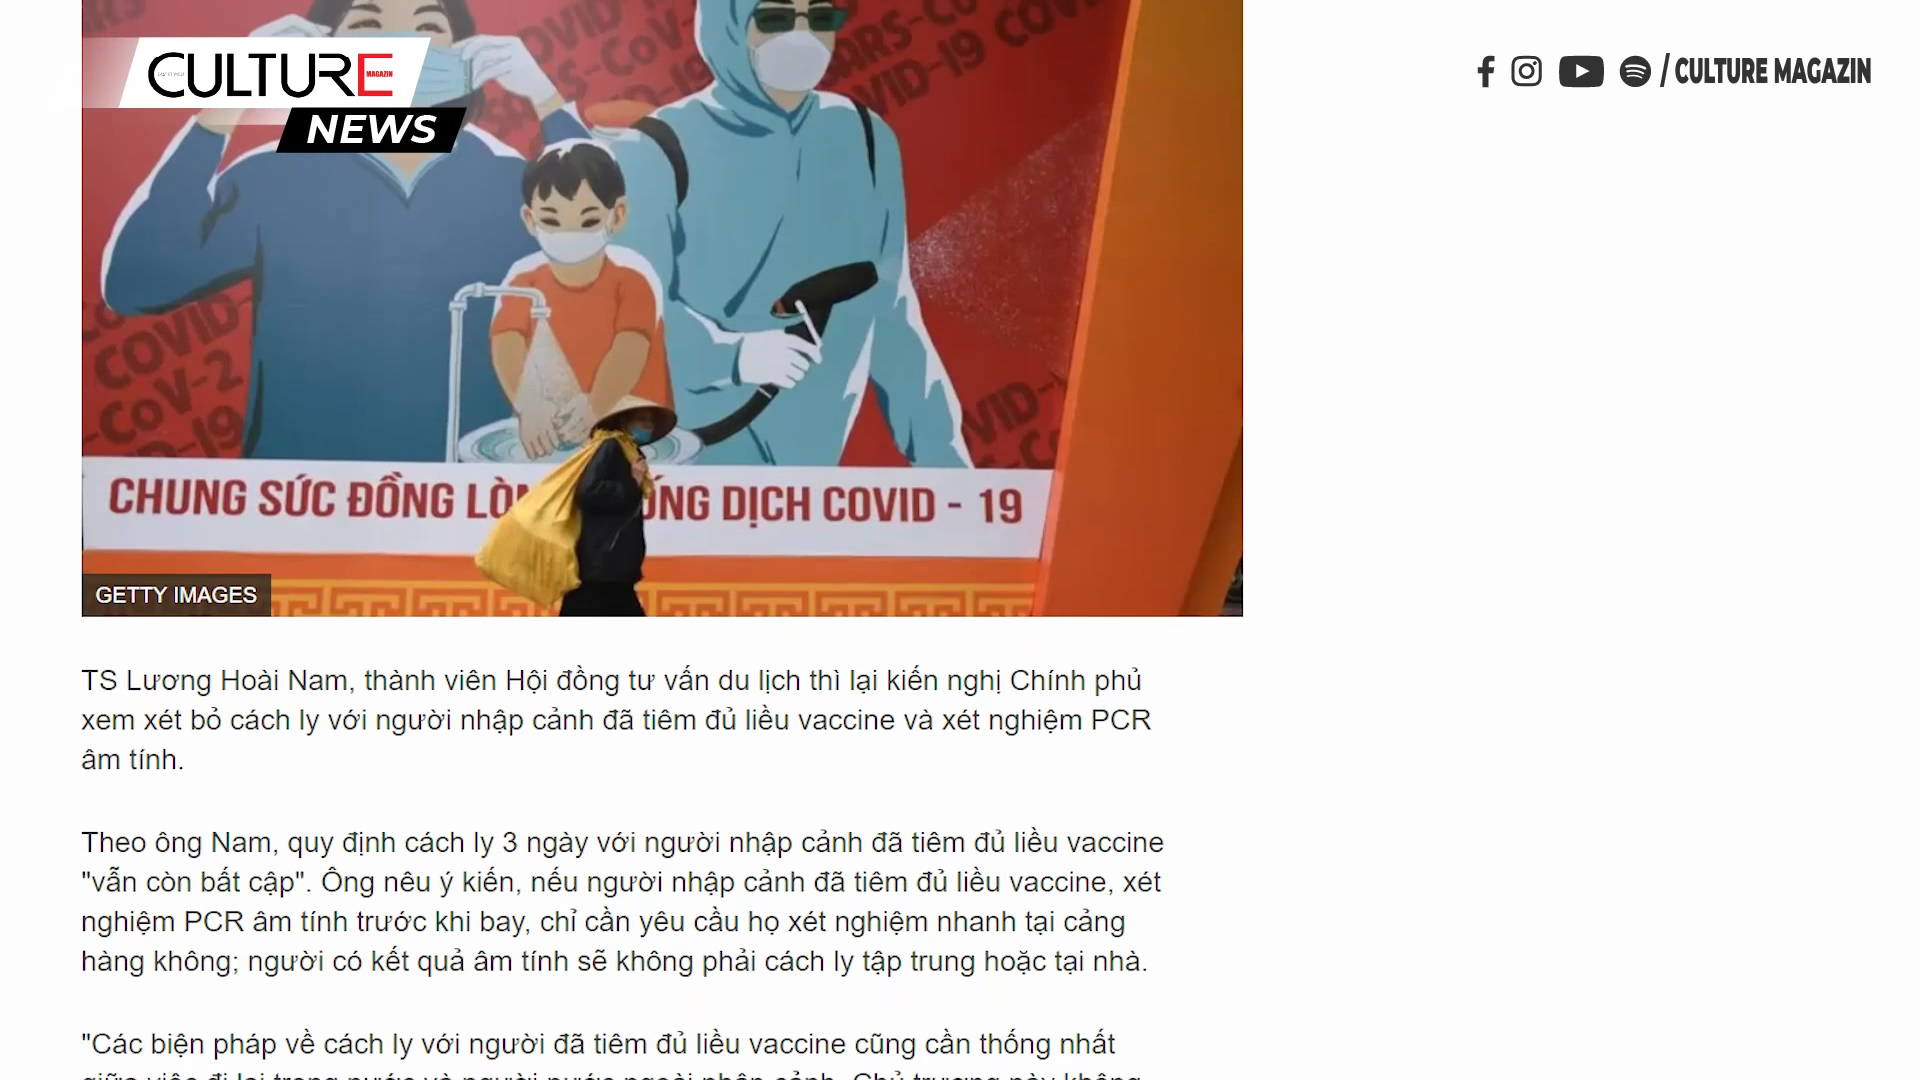 CULTURE
MAGAZIN
NEWS
/ CULTURE MAGAZIN
COVID-19
COVID-
CoV-2
CHUNG SỨC ĐỒNG DỊCH COVID - 19
GETTY IMAGES
TS Lương Hoài Nam, thành viên Hội đồng tư vấn du lịch thì lại kiến nghị Chính phủ
xem xét bỏ cách ly với người nhập cảnh đã tiêm đủ liều vaccine và xét nghiệm PCR
âm tính.
Theo ông Nam, quy định cách ly 3 ngày với người nhập cảnh đã tiêm đủ liều vaccine
"vẫn còn bất cập". Ông nêu ý kiến, nếu người nhập cảnh đã tiêm đủ liều vaccine, xét
nghiệm PCR âm tính trước khi bay, chỉ cần yêu cầu họ xét nghiệm nhanh tại cảng
hàng không; người có kết quả âm tính sẽ không phải cách ly tập trung hoặc tại nhà.
"Các biện pháp về cách ly với người đã tiêm đủ liều vaccine cũng cần thống nhất